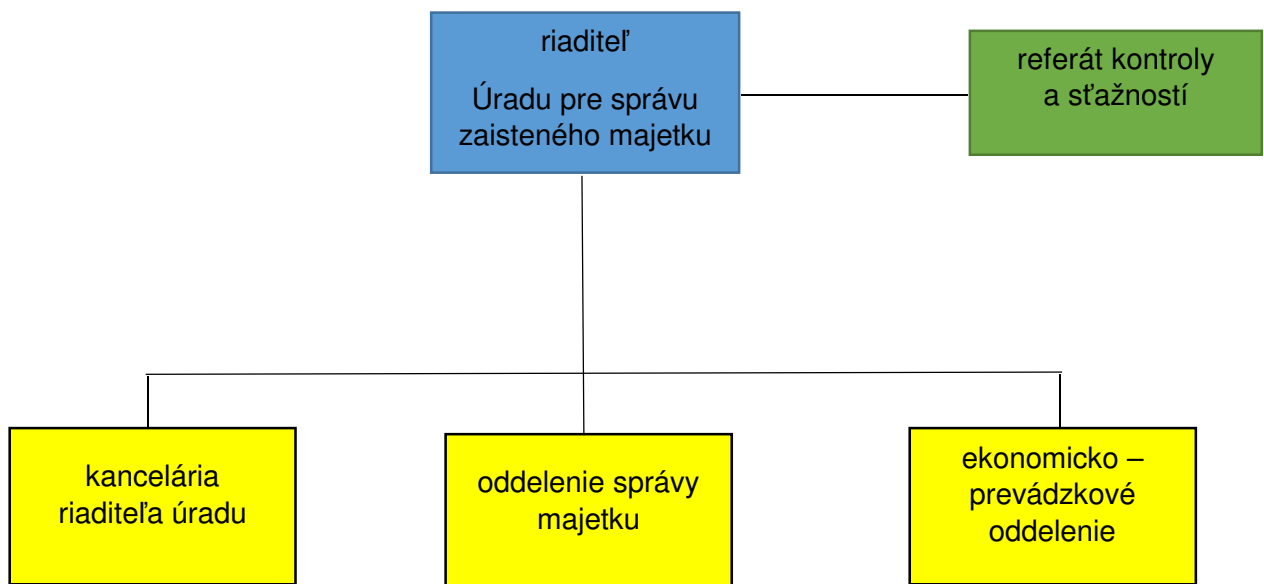 riaditeľ
Úradu pre správu
zaisteného majetku
referát kontroly
a sťažností
kancelária
riaditeľa úradu
oddelenie správy
majetku
ekonomicko –
prevádzkové
oddelenie